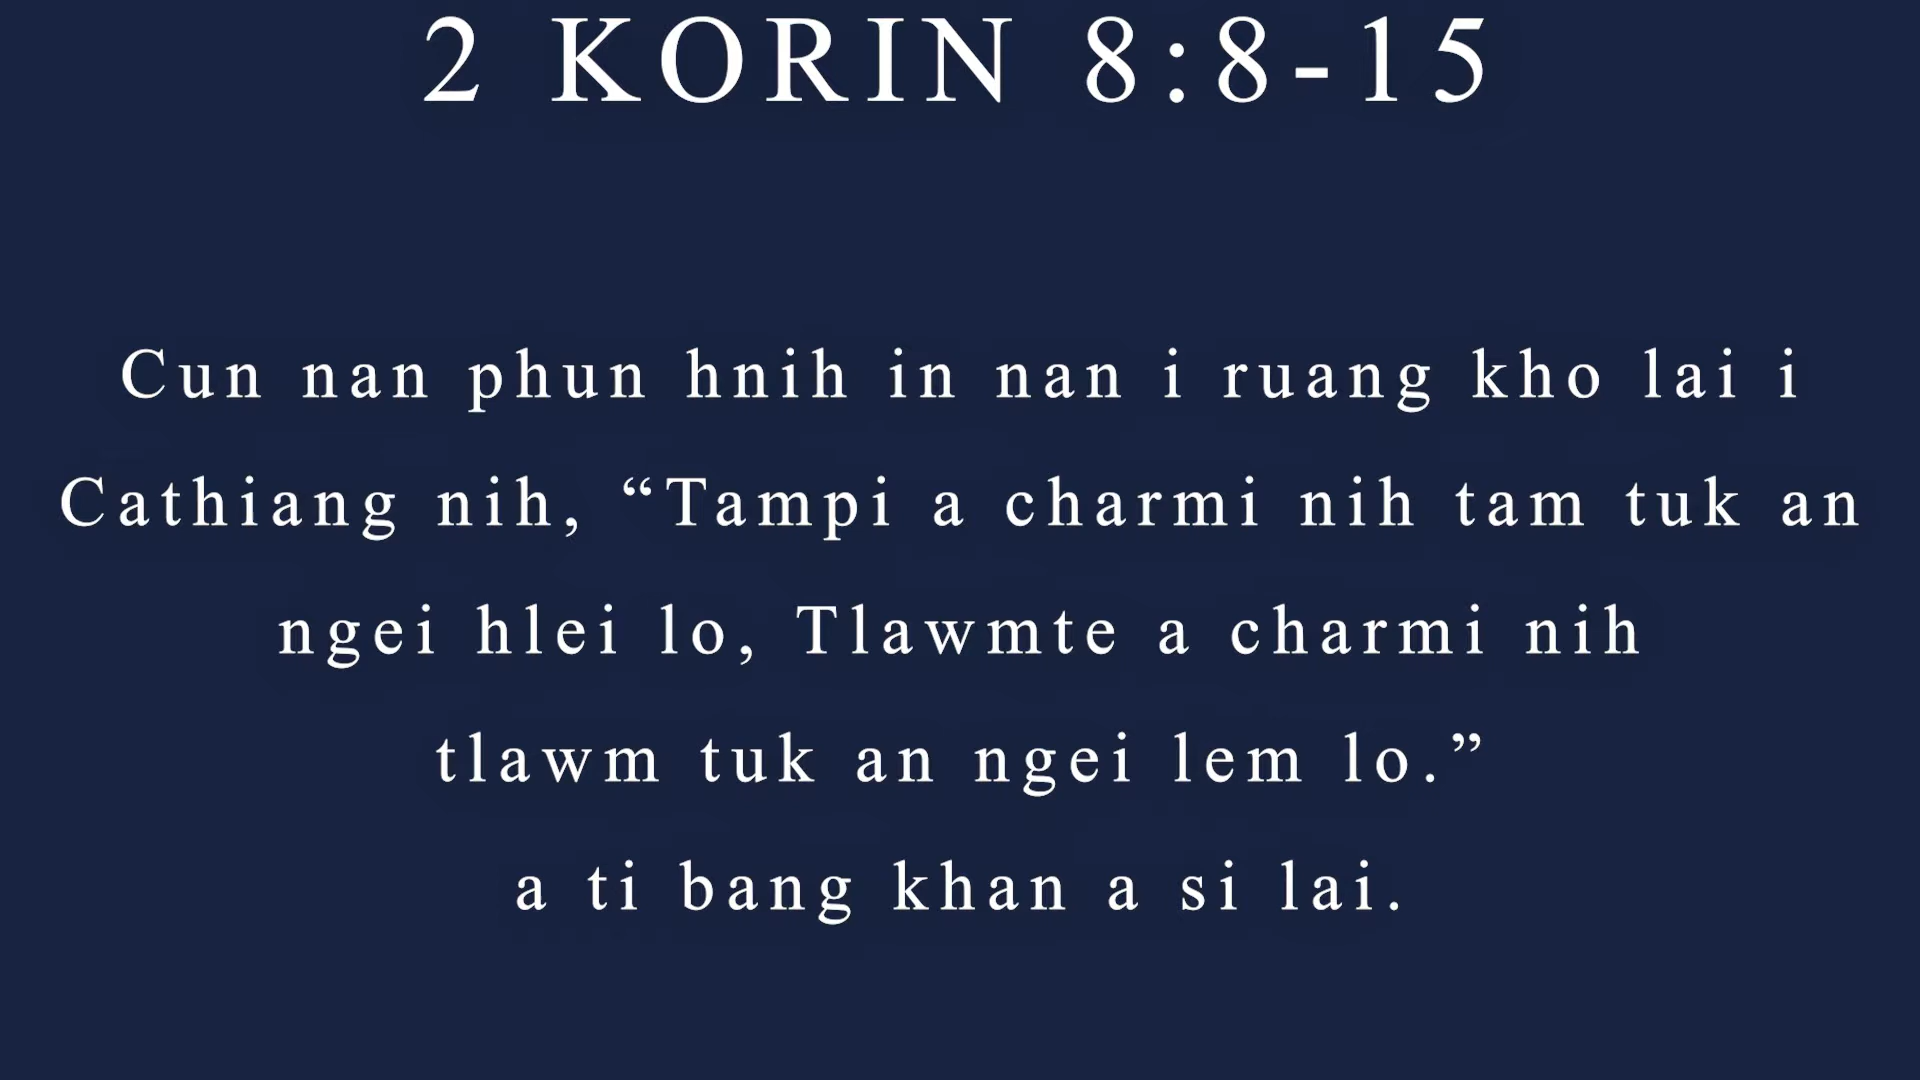 2 KORIN 8:8-15
Cun nan phun hnih in nan i ruang kho lai i
Cathiang nih, “Tampi a charmi nih tam tuk an
ngei hlei lo, Tlawmte a charmi nih
tlawm tuk an ngei lem lo.”
a ti bang khan a si lai.